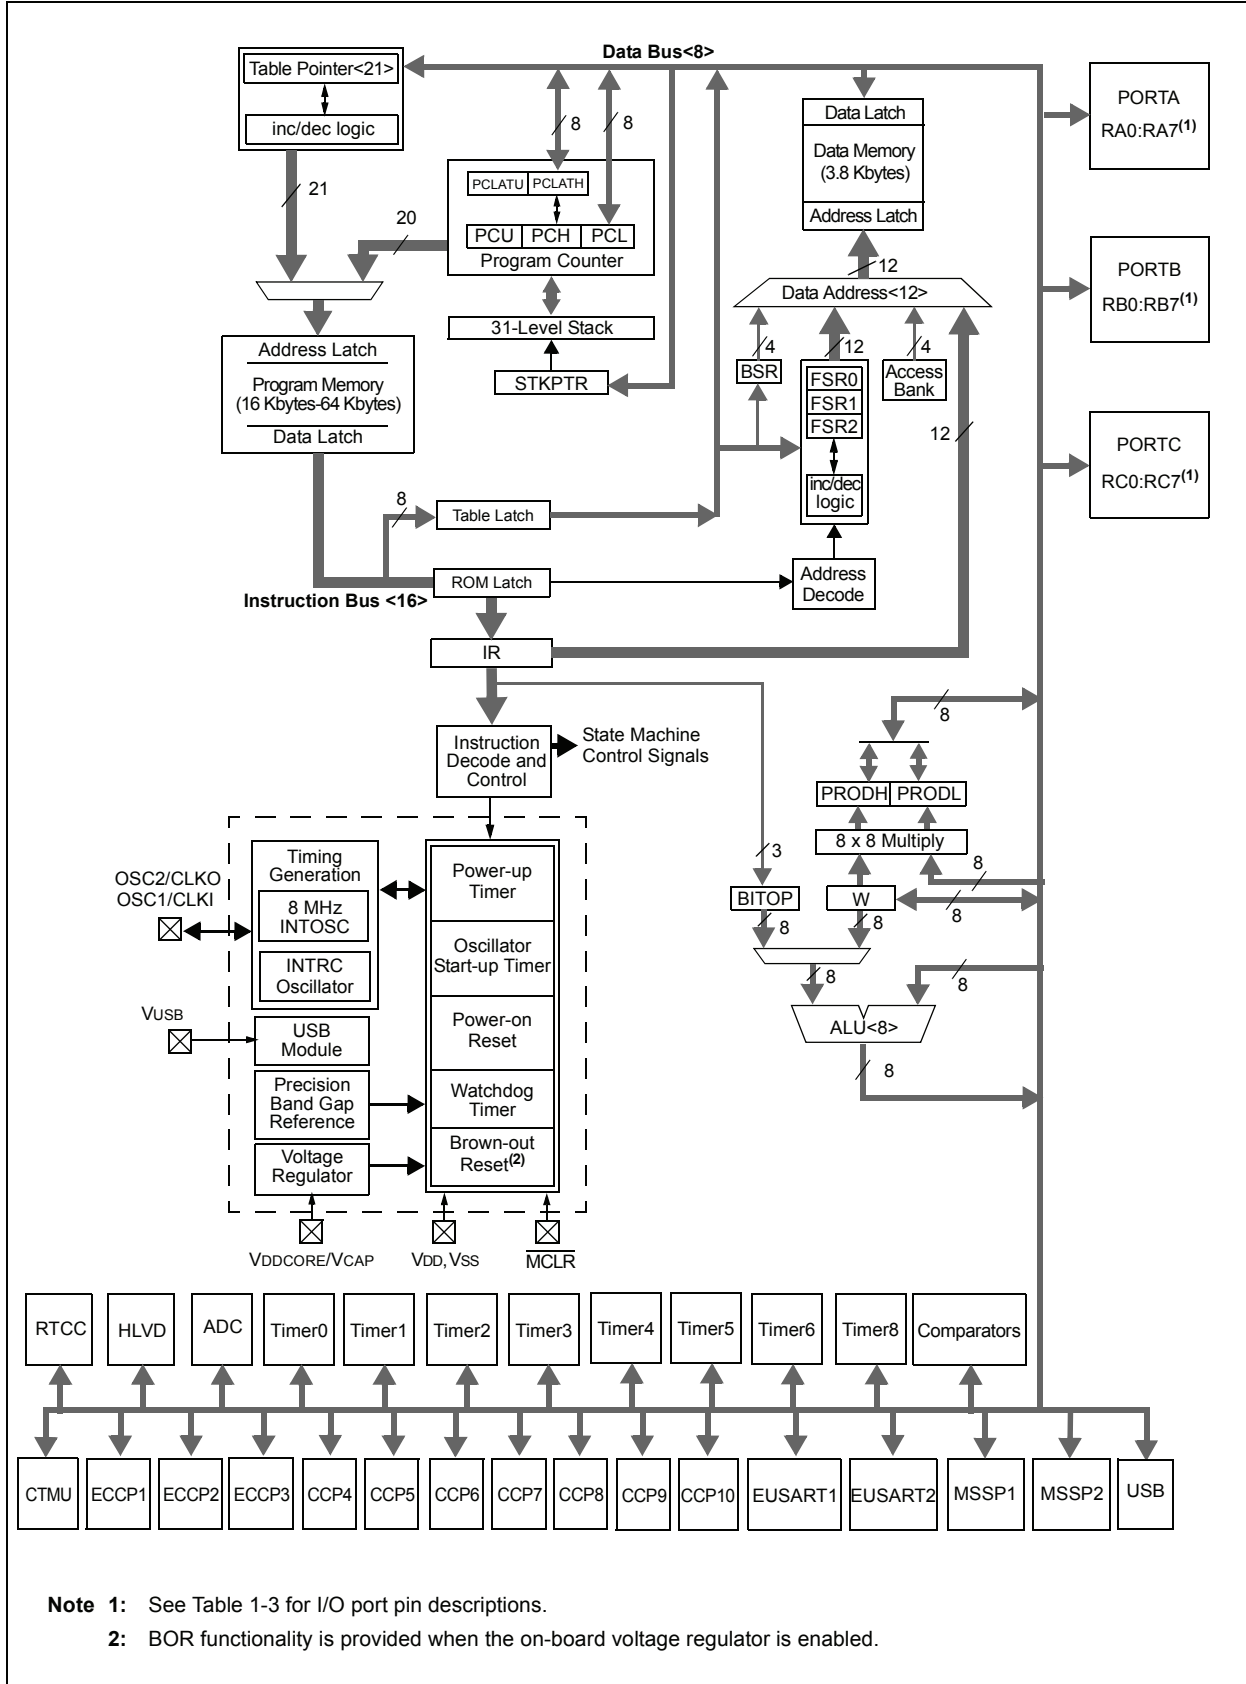 Data Bus<8>
Table Pointer<21>
inc/dec logic
21
20
8
8
PCLATU
PCLATH
PCU
PCH
PCL
Program Counter
31-Level Stack
STKPTR
Data Latch
Data Memory
(3.8 Kbytes)
Address Latch
12
Data Address<12>
4
12
4
BSR
FSR0
FSR1
FSR2
inc/dec
logic
Access
Bank
12
PORTA
RA0:RA7(1)
PORTB
RB0:RB7(1)
PORTC
RC0:RC7(1)
Address Latch
Program Memory
(16 Kbytes-64 Kbytes)
Data Latch
8
Table Latch
ROM Latch
Instruction Bus <16>
Address
Decode
IR
Instruction
Decode and
Control
State Machine
Control Signals
8
PRODH
PRODL
8 x 8 Multiply
3
8
BITOP
W
8
8
8
8
8
ALU<8>
8
OSC2/CLKO
OSC1/CLKI
Timing
Generation
8 MHz
INTOSC
INTRC
Oscillator
Power-up
Timer
Oscillator
Start-up Timer
Power-on
Reset
Watchdog
Timer
Brown-out
Reset(2)
VUSB
USB
Module
Precision
Band Gap
Reference
Voltage
Regulator
VDDCORE/VCAP
VDD, VSS
MCLR
RTCC
HLVD
ADC
Timer0
Timer1
Timer2
Timer3
Timer4
Timer5
Timer6
Timer8
Comparators
CTMU
ECCP1
ECCP2
ECCP3
CCP4
CCP5
CCP6
CCP7
CCP8
CCP9
CCP10
EUSART1
EUSART2
MSSP1
MSSP2
USB
Note 1: See Table 1-3 for I/O port pin descriptions.
2: BOR functionality is provided when the on-board voltage regulator is enabled.